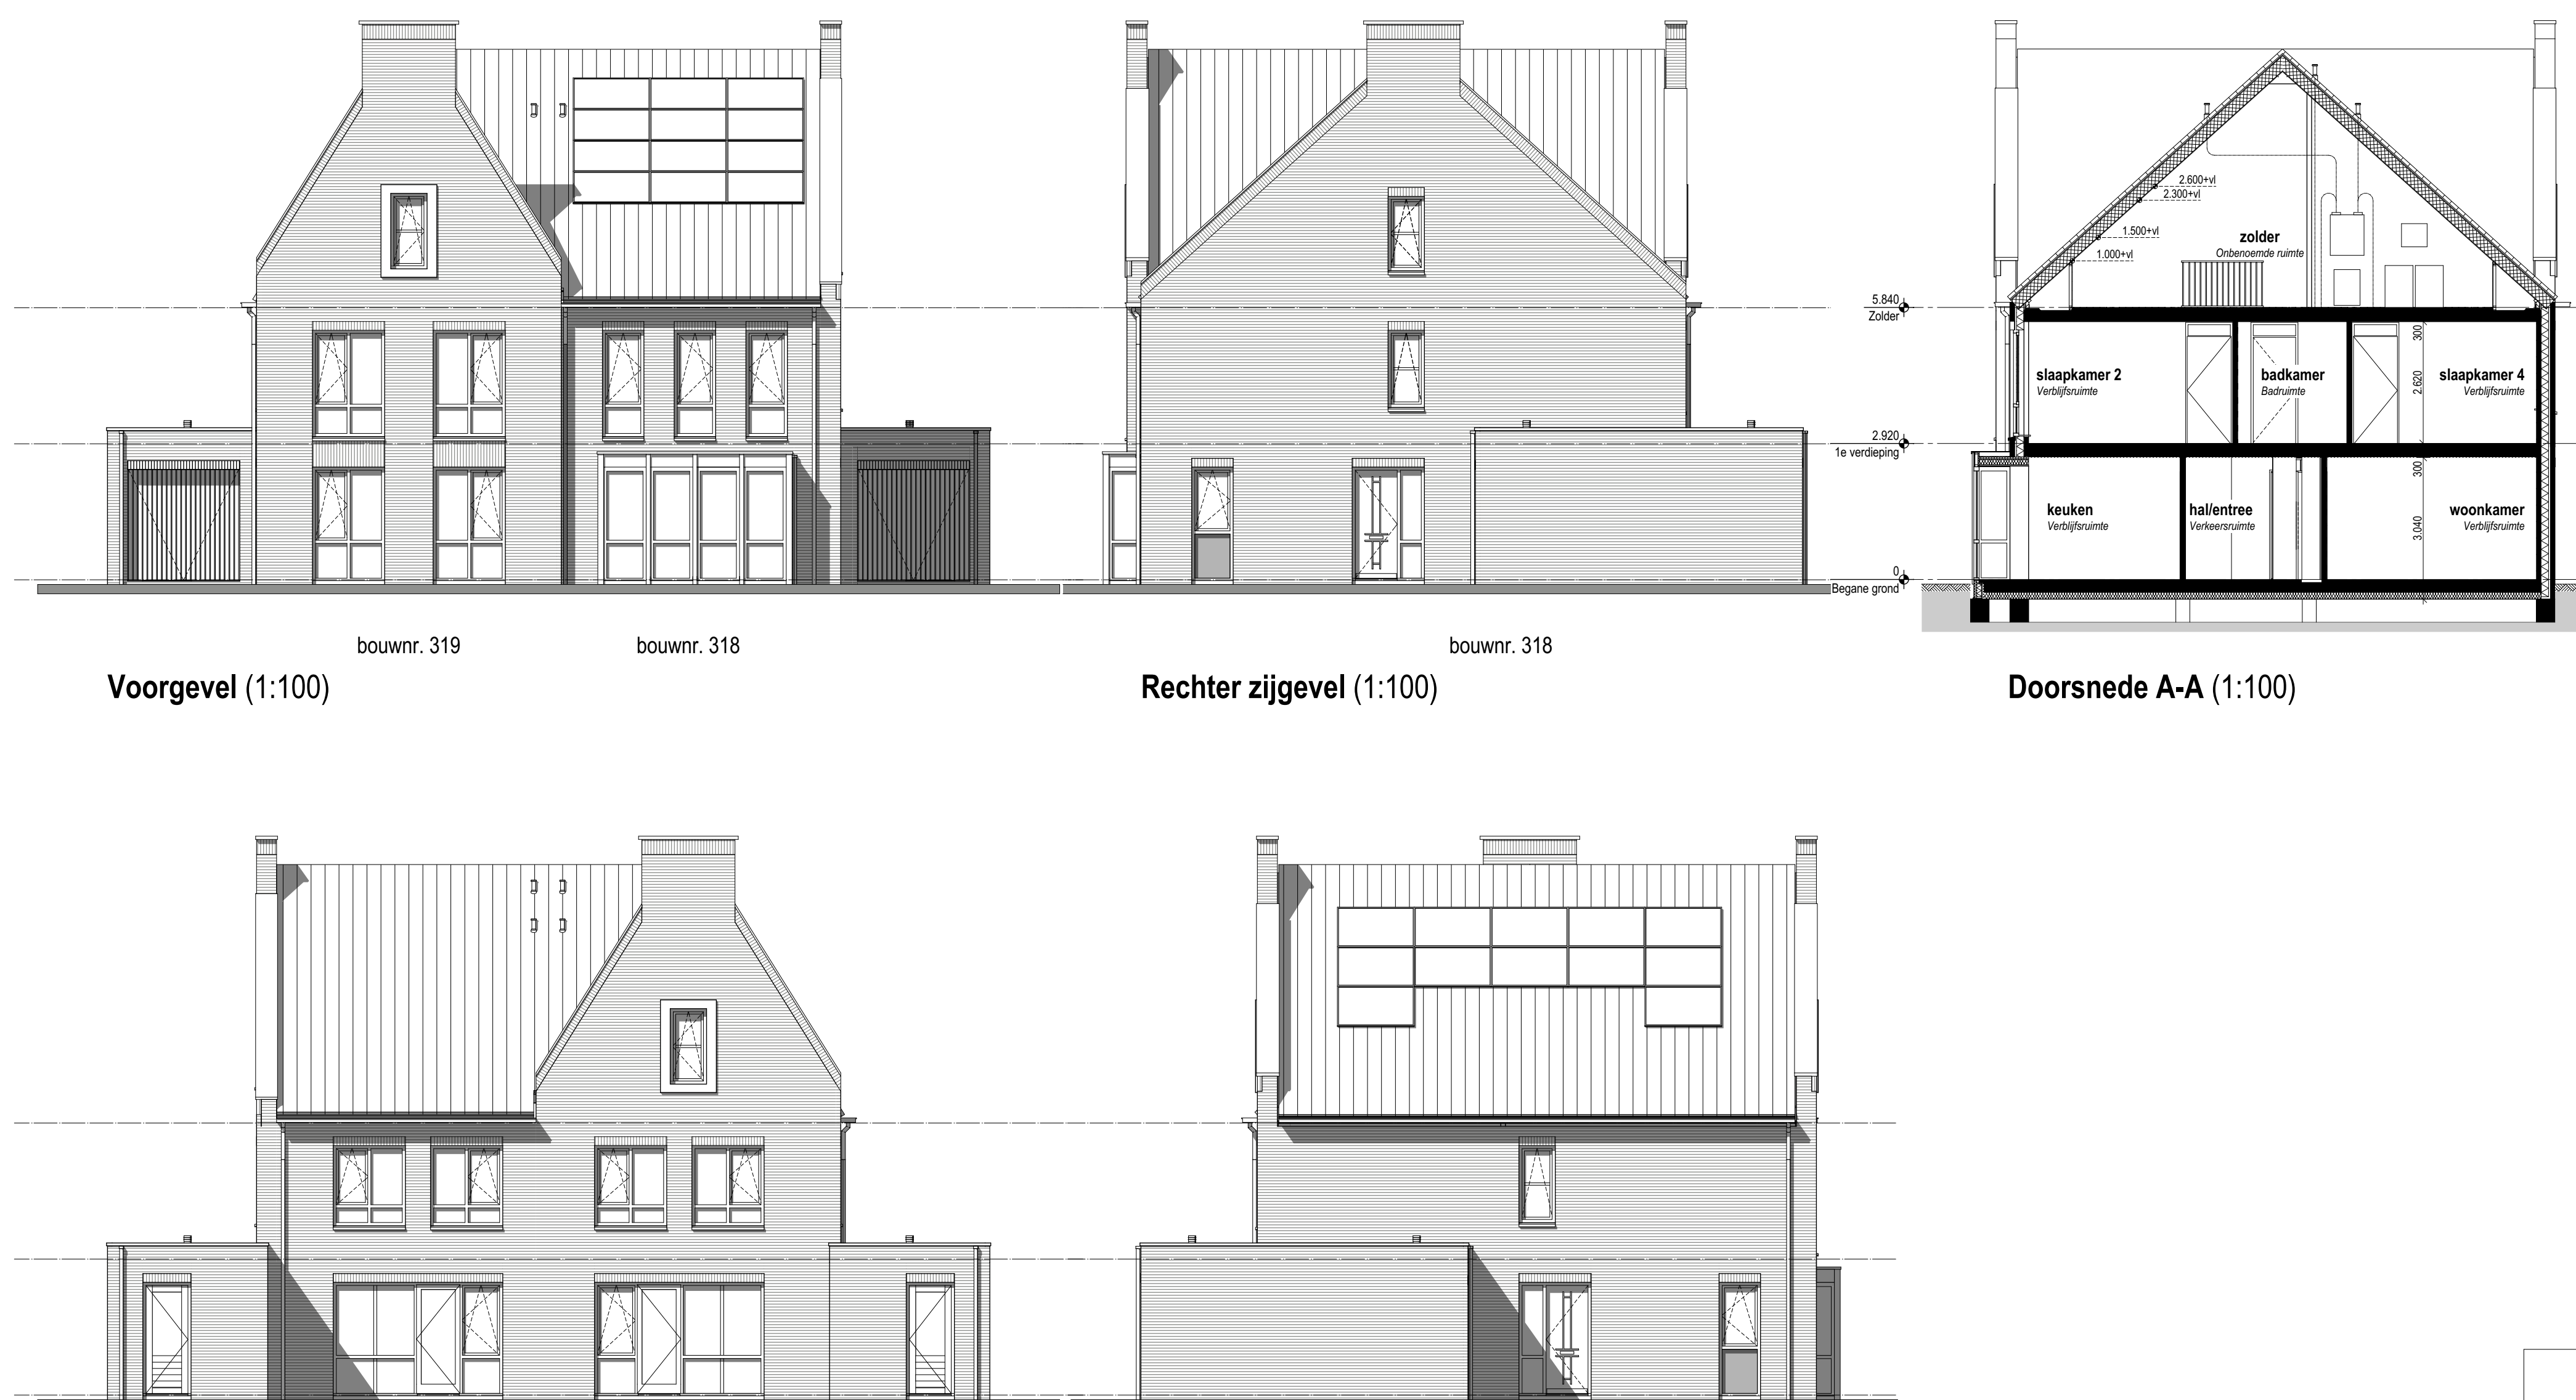 2.600+vl
2.300+vl
1.500+vl
1.000+vl
zolder
Onbenoemde ruimte
5.840
Zolder
300
slaapkamer 2
Verblijfsruimte
badkamer
Badruimte
2.620
slaapkamer 4
Verblijfsruimte
2.920
1e verdieping
300
keuken
Verblijfsruimte
hal/entree
Verkeersruimte
3.040
woonkamer
Verblijfsruimte
0
Begane grond
bouwnr. 319
bouwnr. 318
bouwnr. 318
Voorgevel (1:100)
Rechter zijgevel (1:100)
Doorsnede A-A (1:100)